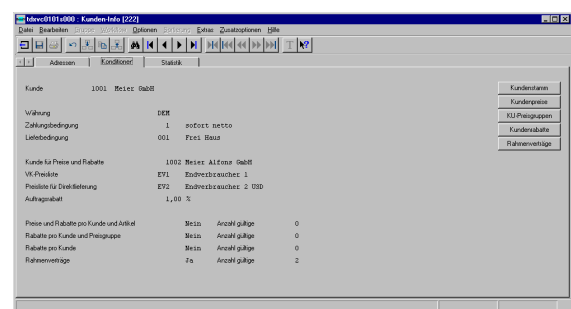 tdxvc0101s000 : Kunden-Info [222]
Datei Bearbeiten Gruppe Workflow Optionen Sortierung Extras Zusatzoptionen Hilfe
Adressen Konditionen Statistik
Kunde 1001 Meier GmbH
Kundenstamm
Kundenpreise
Währung DEM
KU-Preisgruppen
Zahlungsbedingung 1 sofort netto
Kundenrabatte
Lieferbedingung 001 Frei Haus
Rahmenverträge
Kunde für Preise und Rabatte 1002 Meier Alfons GmbH
VK-Preisliste EV1 Endverbraucher 1
Preisliste für Direktlieferung EV2 Endverbraucher 2 USD
Auftragsrabatt 1,00 %
Preise und Rabatte pro Kunde und Artikel Nein Anzahl gültige 0
Rabatte pro Kunde und Preisgruppe Nein Anzahl gültige 0
Rabatte pro Kunde Nein Anzahl gültige 0
Rahmenverträge Ja Anzahl gültige 2